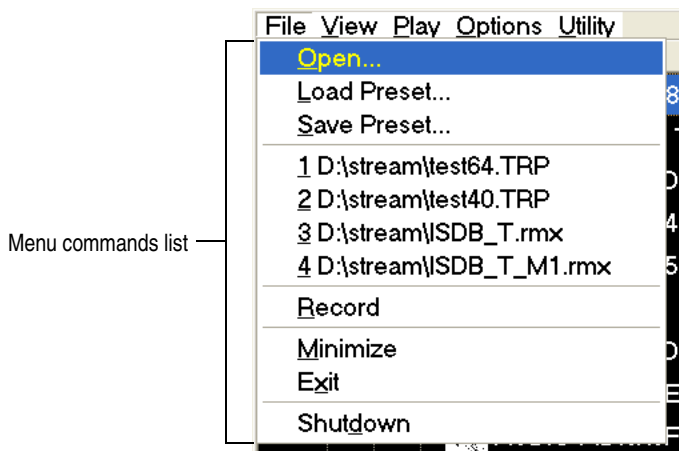 File View Play Options Utility
Open...
Load Preset...
Save Preset...
1 D:\stream\test64.TRP
2 D:\stream\test40.TRP
3 D:\stream\ISDB_T.rmx
4 D:\stream\ISDB_T_M1.rmx
Menu commands list
Record
Minimize
Exit
Shutdown